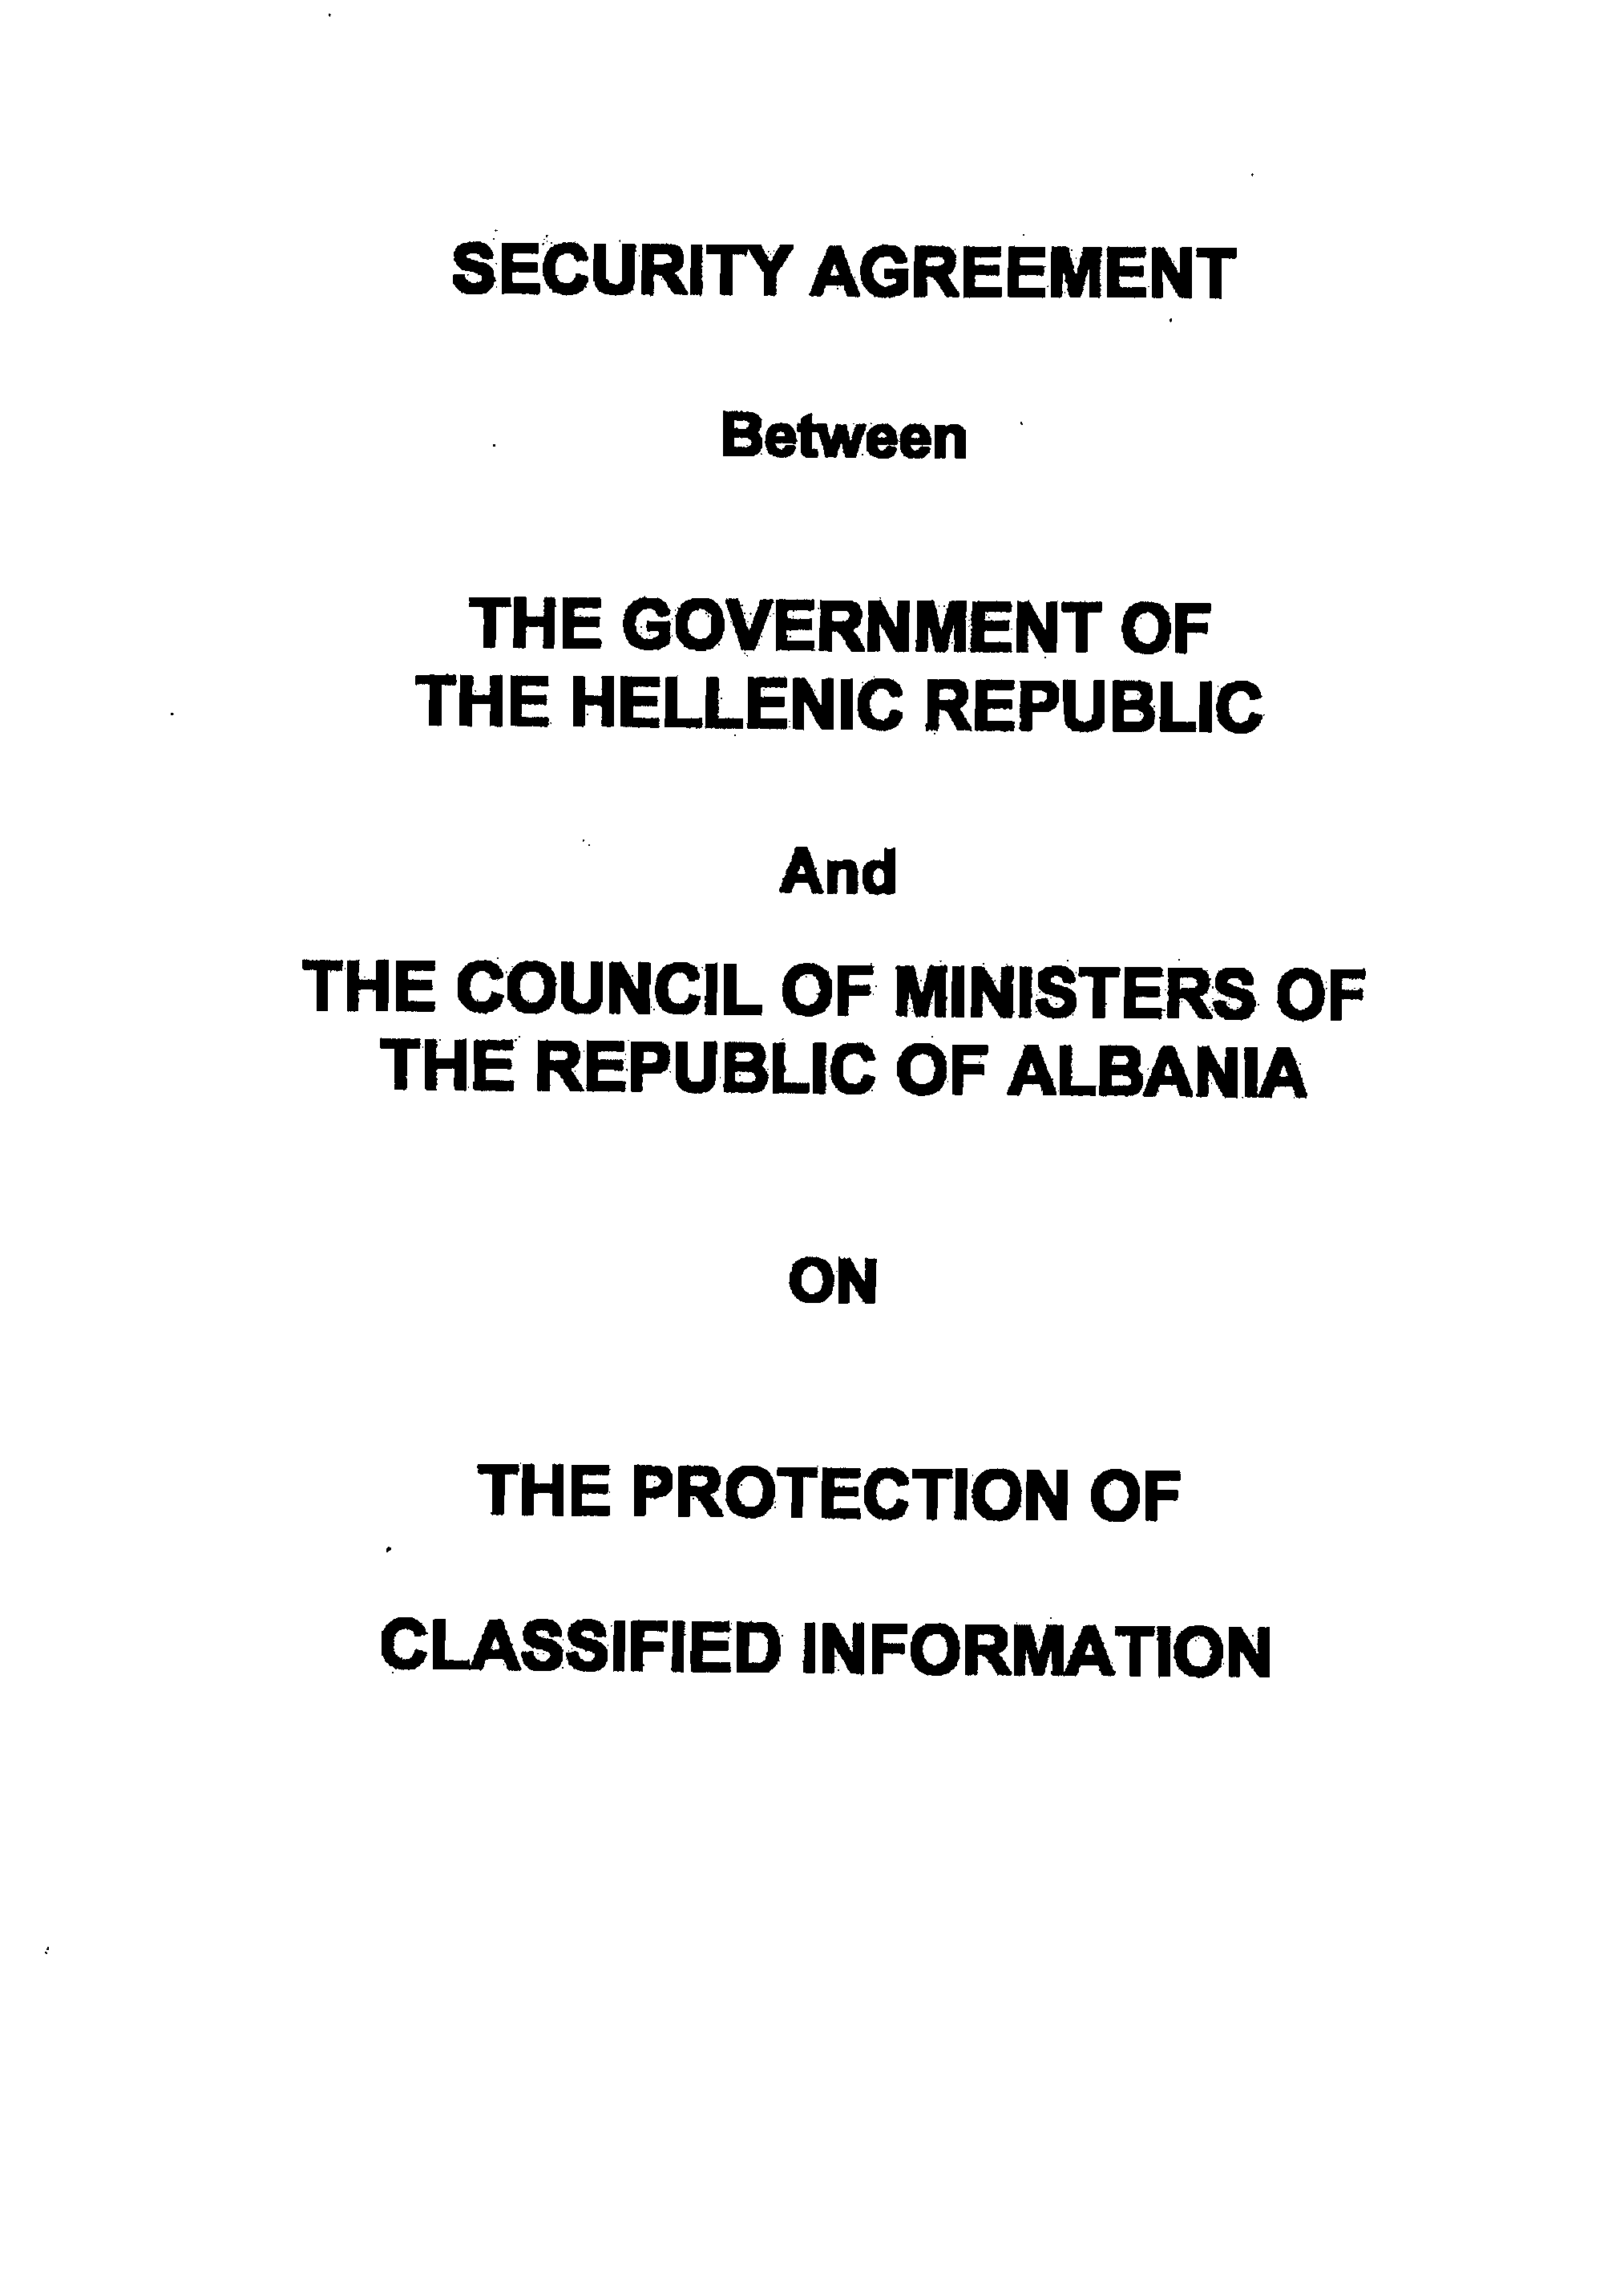 SECURITY AGREEMENT
Between
THE GOVERNMENT OF
THE HELLENIC REPUBLIC
And
THE COUNCIL OF MINISTERS OF
THE REPUBLIC OF ALBANIA
ON
THE PROTECTION OF
CLASSIFIED INFORMATION